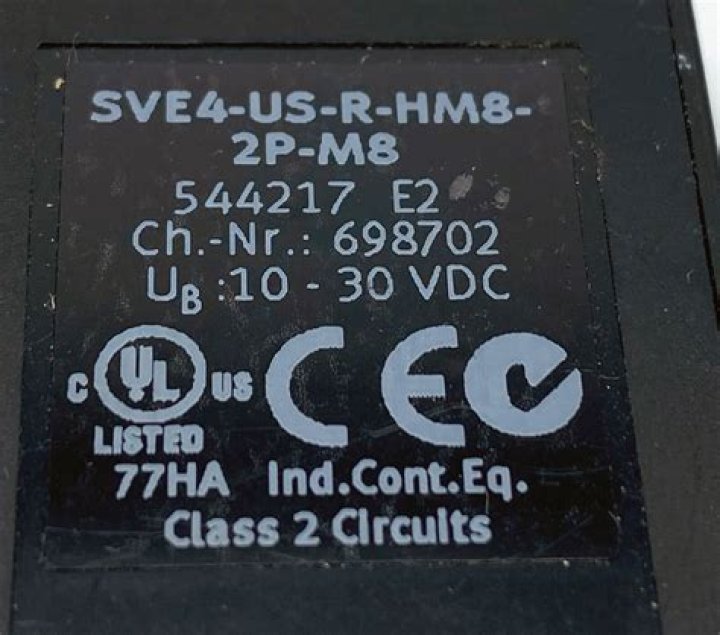 SVE4-US-R-HM8-
2P-M8
544217 E2
Ch.-Nr.: 698702
UB :10 - 30 VDC
C UL US CE
LISTED
77HA Ind.Cont.Eq.
Class 2 Circuits